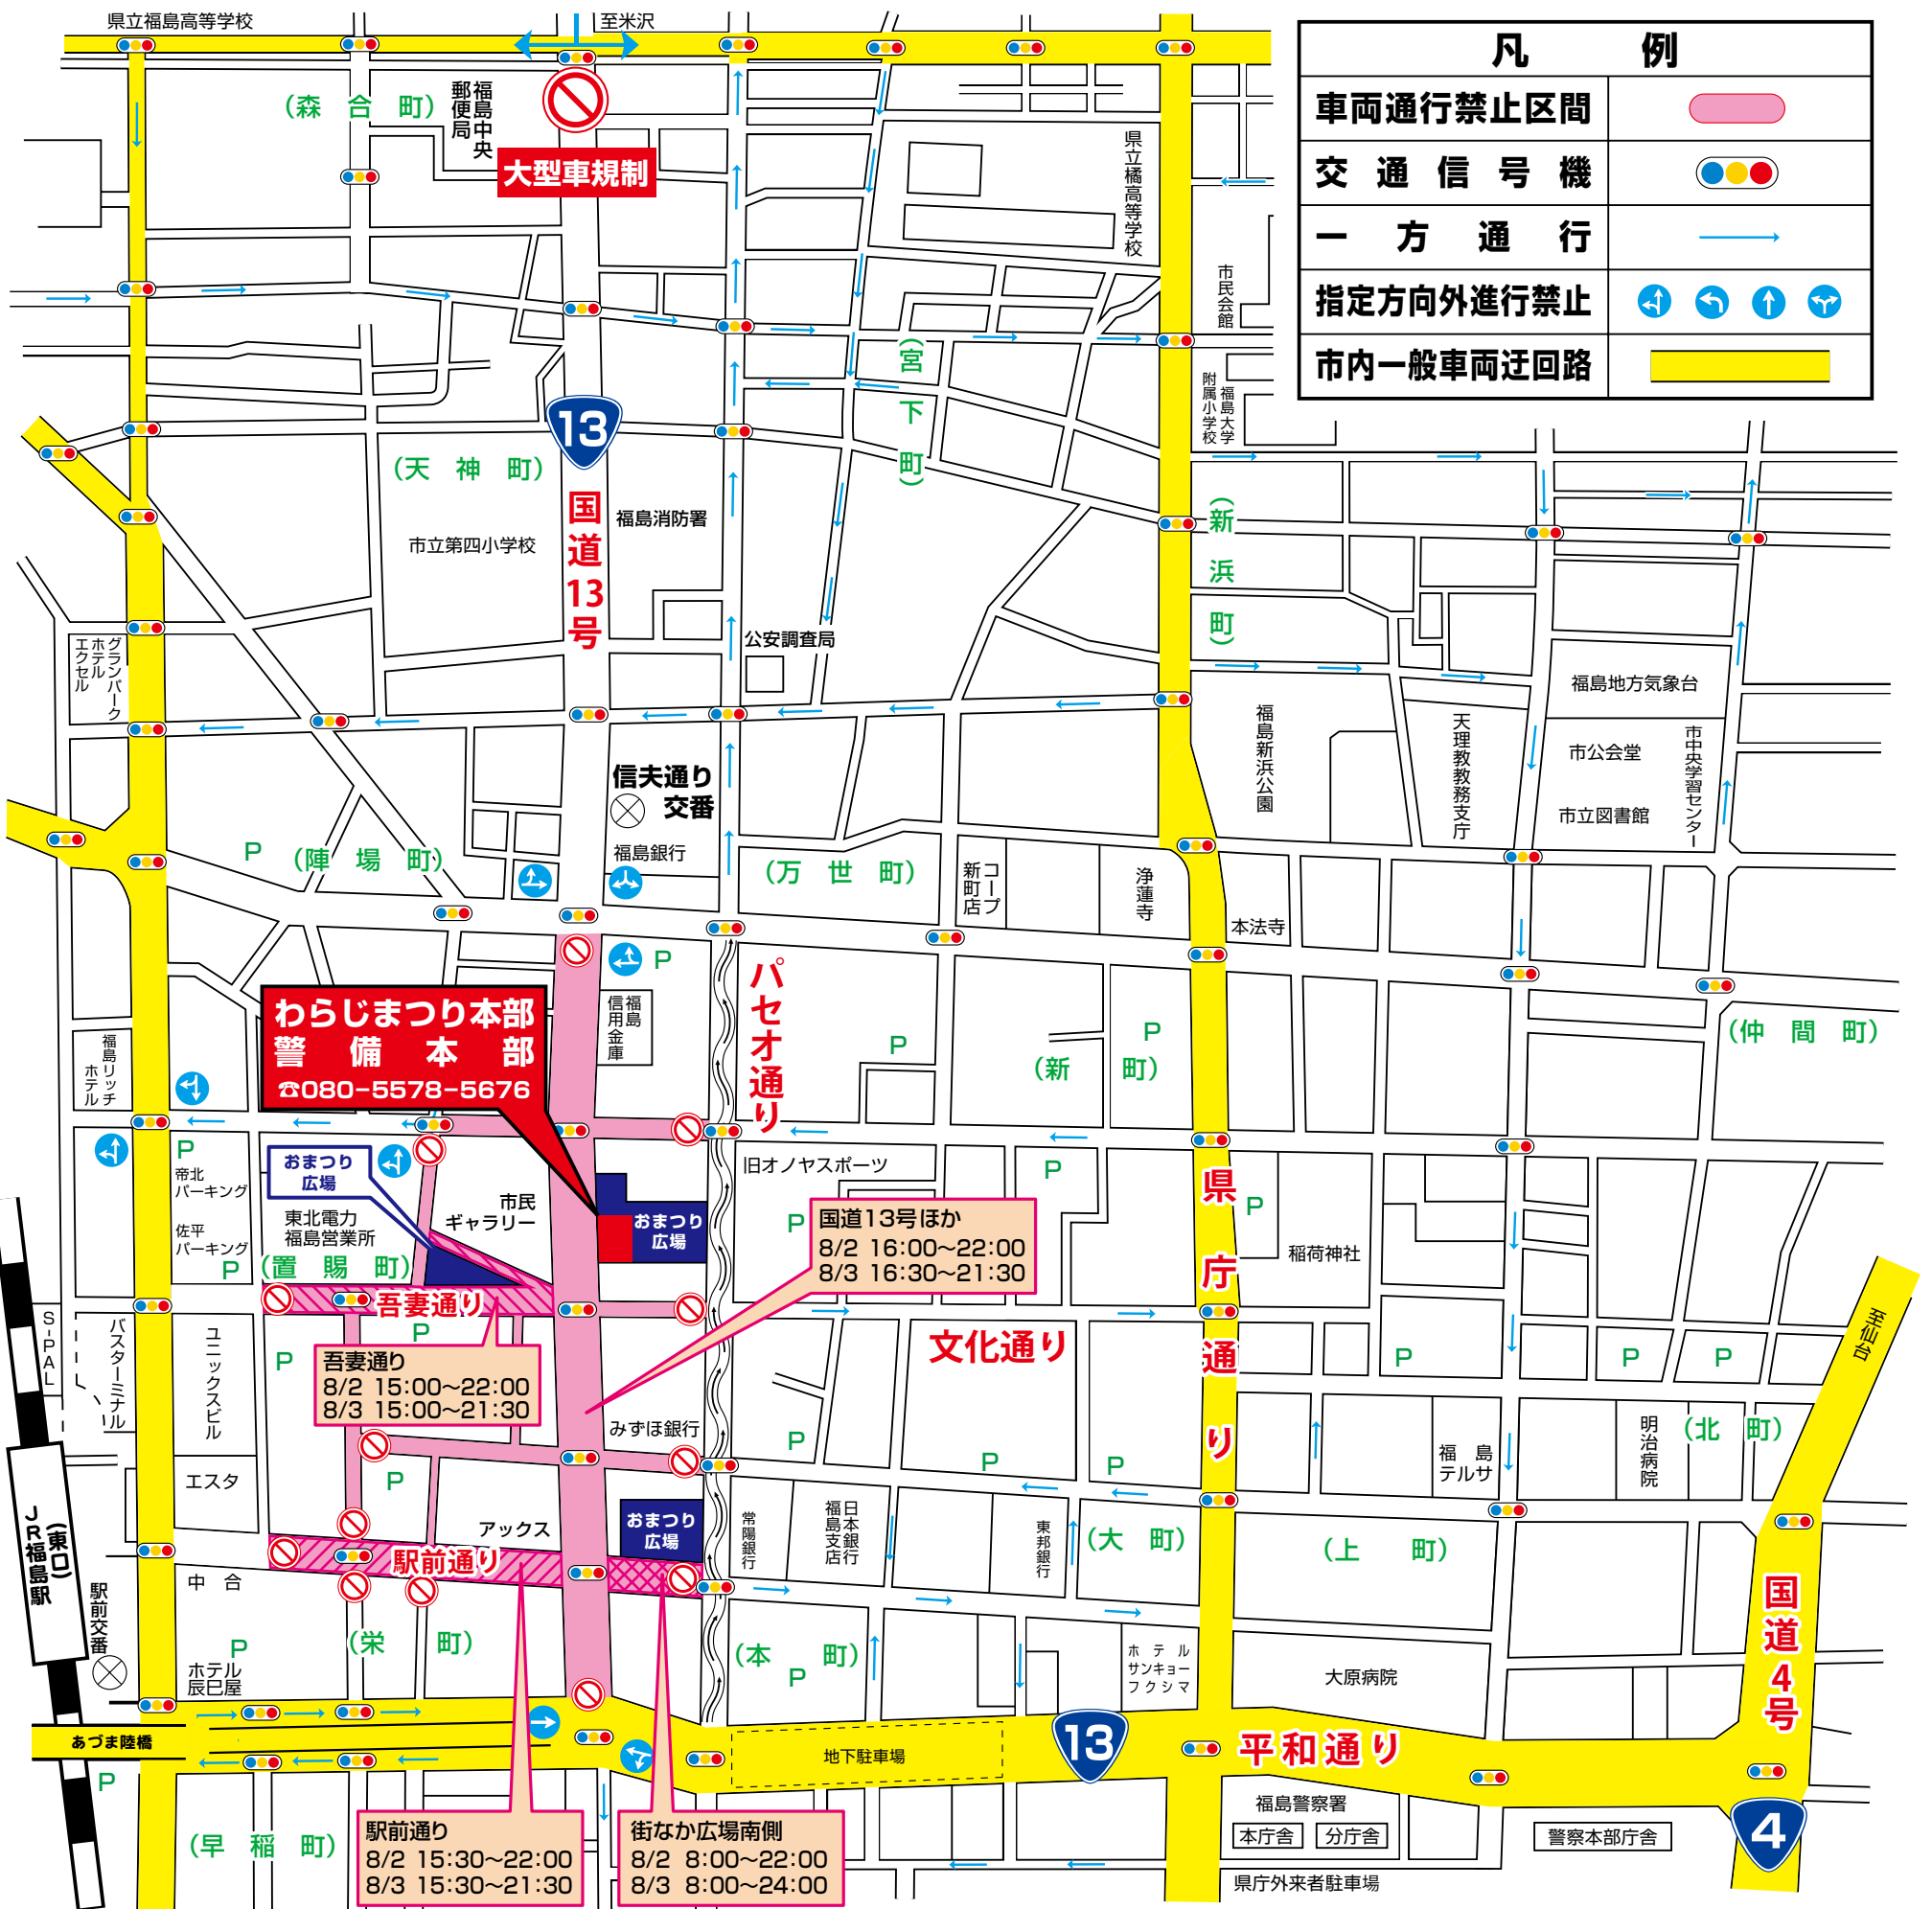 県立福島高等学校
至米沢
凡例
車両通行禁止区間
交通信号機
一方通行
指定方向外進行禁止
市内一般車両迂回路
（森合町）
福島中央
郵便局
大型車規制
県立橘高等学校
市民会館
（宮下町）
福島大学
附属小学校
13
（天神町）
国道13号
福島消防署
市立第四小学校
（新浜町）
公安調査局
グランパーク
ホテル
エクセル
福島地方気象台
福島新浜公園
天理教教務支庁
市公会堂
市中央学習センター
市立図書館
信夫通り
交番
福島銀行
P
（陣場町）
（万世町）
コープ
新町店
浄蓮寺
本法寺
P
パセオ通り
わらじまつり本部
警備本部
☎080-5578-5676
福島
信用金庫
P
P
（新町）
（仲間町）
福島リッチ
ホテル
P
帝北
パーキング
佐平
パーキング
P
おまつり
広場
東北電力
福島営業所
（置賜町）
市民
ギャラリー
おまつり
広場
旧オノヤスポーツ
P
P
P
国道13号ほか
8/2 16:00〜22:00
8/3 16:30〜21:30
県庁通り
稲荷神社
吾妻通り
P
P
吾妻通り
8/2 15:00〜22:00
8/3 15:00〜21:30
文化通り
S-PAL
バスターミナル
ユニックスビル
エスタ
P
みずほ銀行
P
P
P
P
P
P
至仙台
福島
テルサ
明治病院
（北町）
アックス
おまつり
広場
常陽銀行
日本銀行
福島支店
東邦銀行
（大町）
（上町）
JR福島駅
（東口）
駅前通り
中合
駅前交番
P
（栄町）
（本町）
P
ホテル
辰巳屋
ホテル
サンキョー
フクシマ
大原病院
国道4号
あづま陸橋
P
地下駐車場
13
平和通り
（早稲町）
駅前通り
8/2 15:30〜22:00
8/3 15:30〜21:30
街なか広場南側
8/2 8:00〜22:00
8/3 8:00〜24:00
福島警察署
本庁舎
分庁舎
警察本部庁舎
4
県庁外来者駐車場